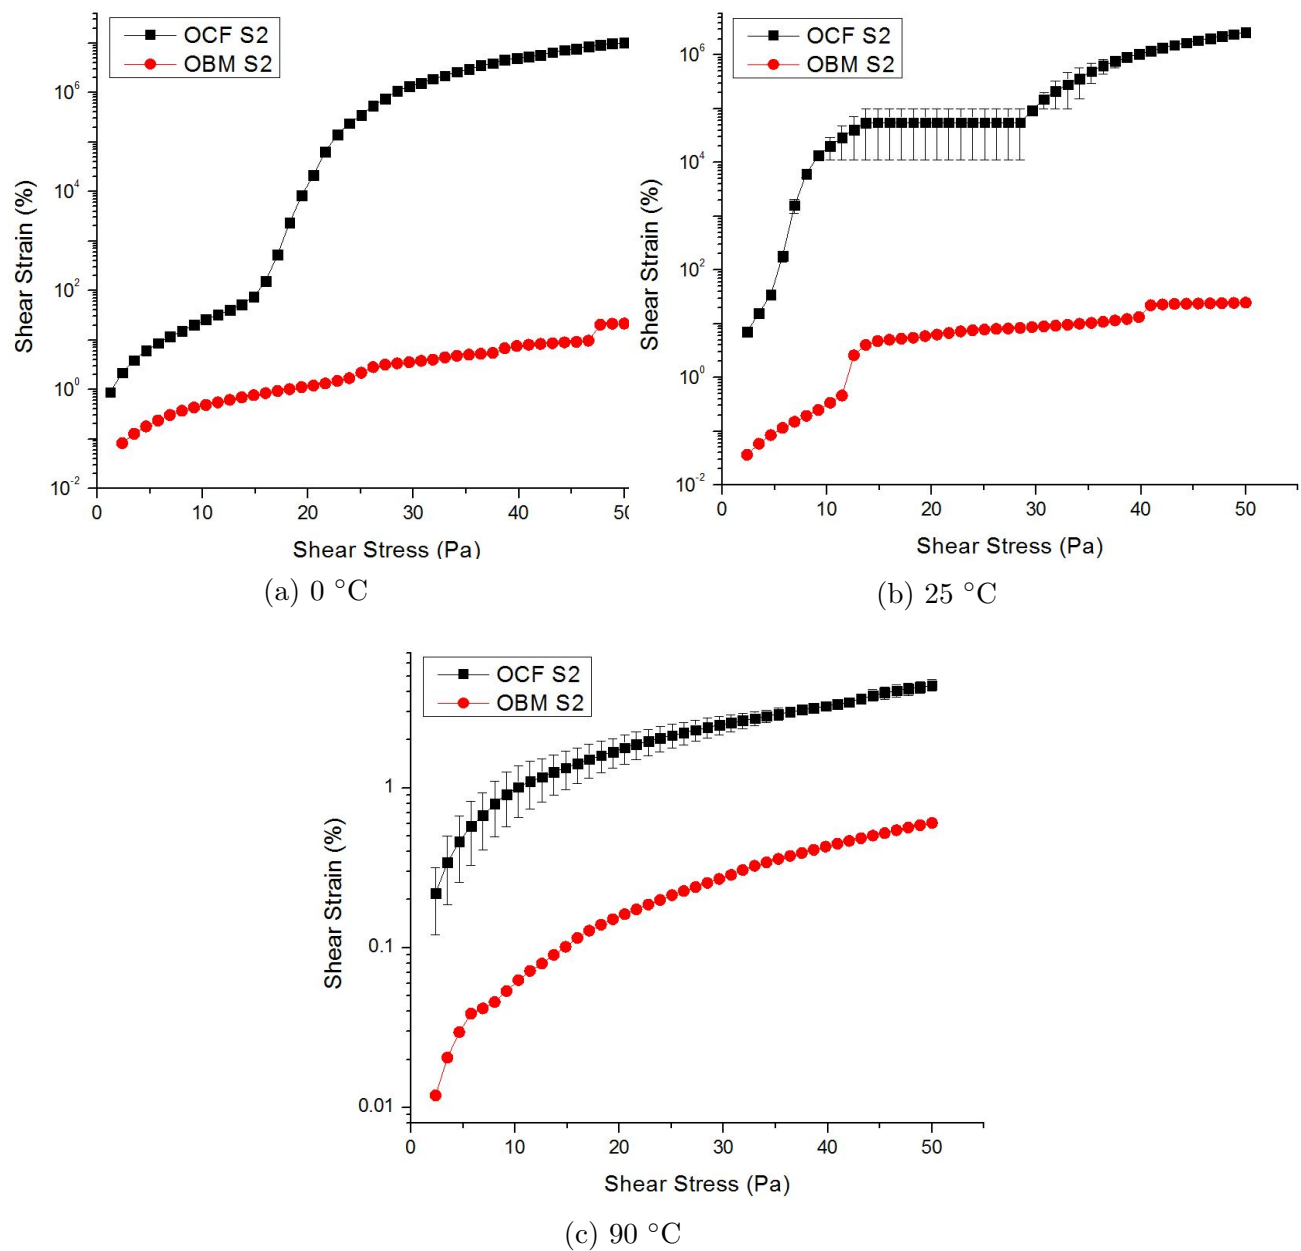 OCF S2
OBM S2
10^6
10^4
10^2
10^0
10^-2
Shear Strain (%)
0 10 20 30 40 50
Shear Stress (Pa)
(a) 0 °C
OCF S2
OBM S2
10^6
10^4
10^2
10^0
10^-2
Shear Strain (%)
0 10 20 30 40 50
Shear Stress (Pa)
(b) 25 °C
OCF S2
OBM S2
1
0.1
0.01
Shear Strain (%)
0 10 20 30 40 50
Shear Stress (Pa)
(c) 90 °C